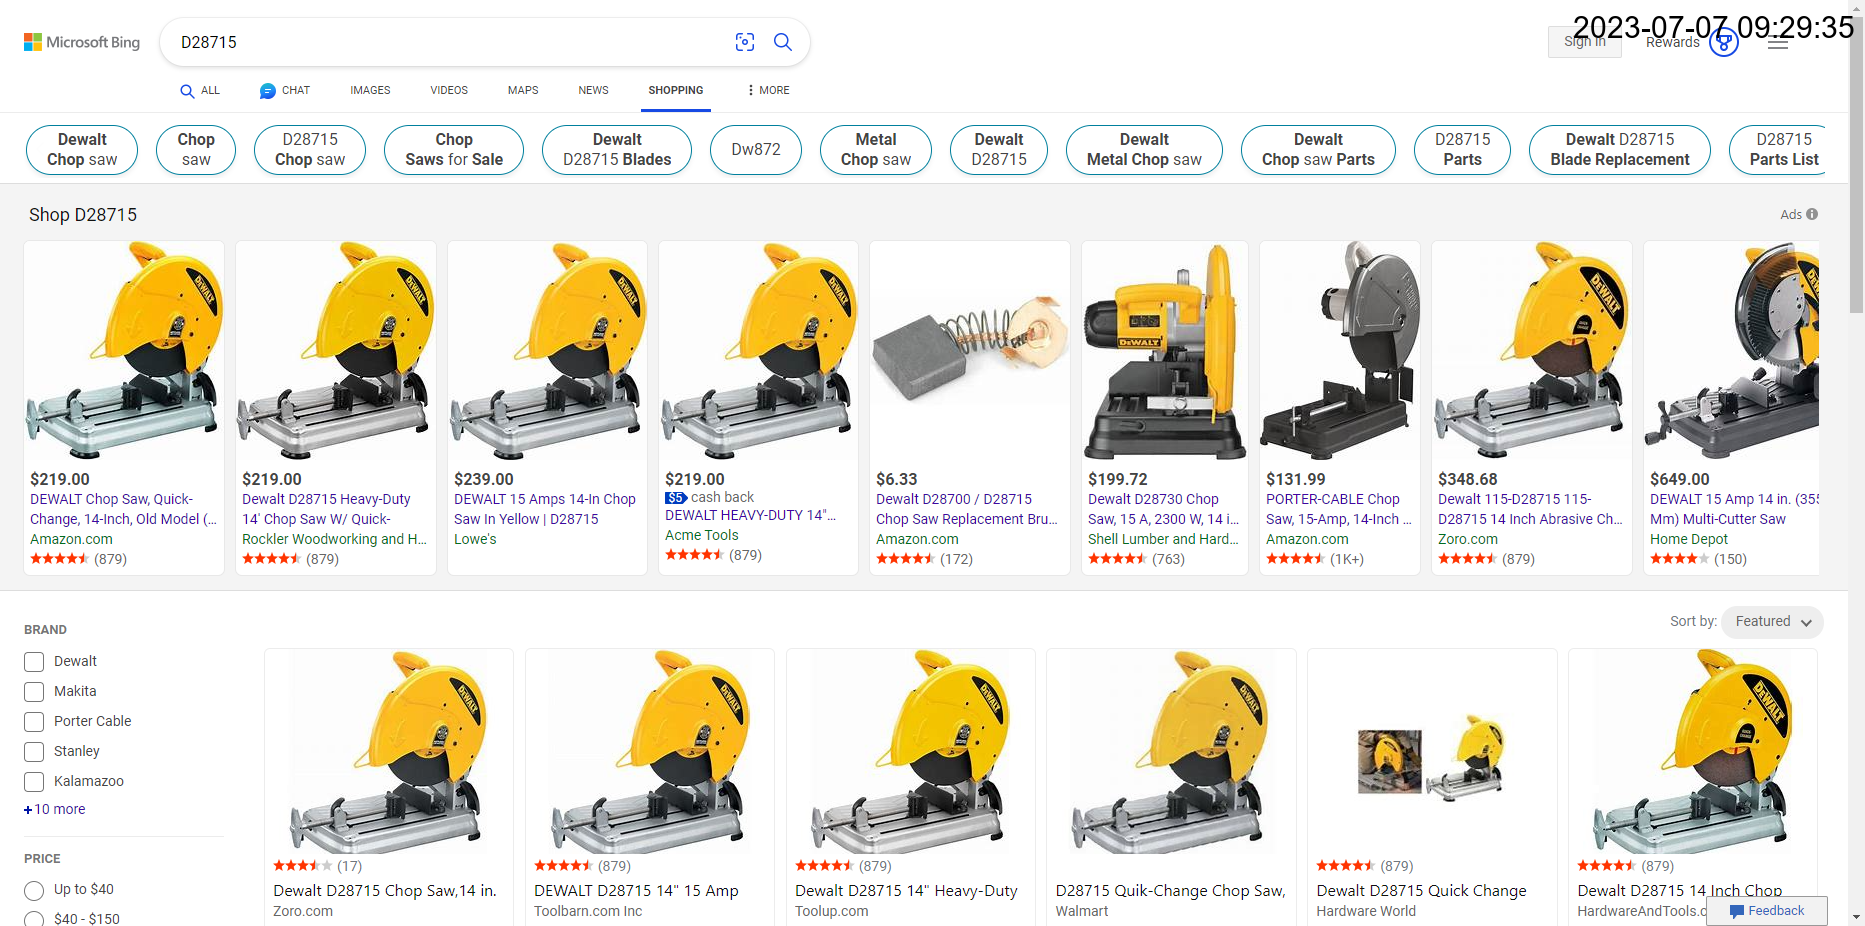 2023-07-07 09:29:35
Microsoft Bing
D28715
Sign in
Rewards
ALL
CHAT
IMAGES
VIDEOS
MAPS
NEWS
SHOPPING
MORE
Dewalt
Chop saw
Chop
saw
D28715
Chop saw
Chop
Saws for Sale
Dewalt
D28715 Blades
Dw872
Metal
Chop saw
Dewalt
D28715
Dewalt
Metal Chop saw
Dewalt
Chop saw Parts
D28715
Parts
Dewalt D28715
Blade Replacement
D28715
Parts List
Shop D28715
Ads
$219.00
DEWALT Chop Saw, Quick-
Change, 14-Inch, Old Model (...
Amazon.com
(879)
$219.00
Dewalt D28715 Heavy-Duty
14' Chop Saw W/ Quick-
Rockler Woodworking and H...
(879)
$239.00
DEWALT 15 Amps 14-In Chop
Saw In Yellow | D28715
Lowe's
$219.00
$5 cash back
DEWALT HEAVY-DUTY 14"...
Acme Tools
(879)
$6.33
Dewalt D28700 / D28715
Chop Saw Replacement Bru...
Amazon.com
(172)
$199.72
Dewalt D28730 Chop
Saw, 15 A, 2300 W, 14 i...
Shell Lumber and Hard...
(763)
$131.99
PORTER-CABLE Chop
Saw, 15-Amp, 14-Inch ...
Amazon.com
(1K+)
$348.68
Dewalt 115-D28715 115-
D28715 14 Inch Abrasive Ch...
Zoro.com
(879)
$649.00
DEWALT 15 Amp 14 in. (355
Mm) Multi-Cutter Saw
Home Depot
(150)
Sort by: Featured
BRAND
Dewalt
Makita
Porter Cable
Stanley
Kalamazoo
+10 more
PRICE
Up to $40
$40 - $150
(17)
Dewalt D28715 Chop Saw,14 in.
Zoro.com
(879)
DEWALT D28715 14" 15 Amp
Toolbarn.com Inc
(879)
Dewalt D28715 14" Heavy-Duty
Toolup.com
D28715 Quik-Change Chop Saw,
Walmart
(879)
Dewalt D28715 Quick Change
Hardware World
(879)
Dewalt D28715 14 Inch Chop
HardwareAndTools.c
Feedback